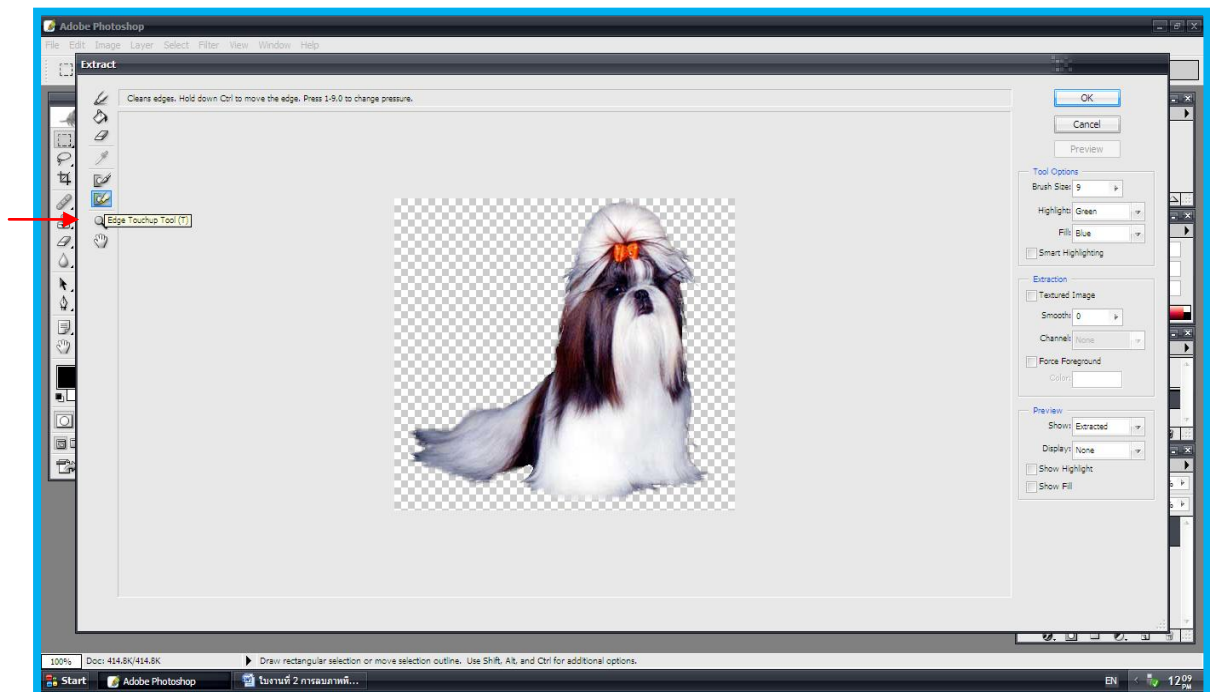 Adobe Photoshop
File Edit Image Layer Select Filter View Window Help
Extract
Cleans edges. Hold down Ctrl to move the edge. Press 1-9.0 to change pressure.
OK
Cancel
Preview
Tool Options
Brush Size: 9
Highlight: Green
Fill: Blue
Smart Highlighting
Edge Touchup Tool (T)
Extraction
Textured Image
Smooth: 0
Channel: None
Force Foreground
Color:
Preview
Show: Extracted
Display: None
Show Highlight
Show Fill
100% Doc: 414.8K/414.8K Draw rectangular selection or move selection outline. Use Shift, Alt, and Ctrl for additional options.
Start Adobe Photoshop ใบงานที่ 2 การลบภาพพื้... EN 12:09 PM